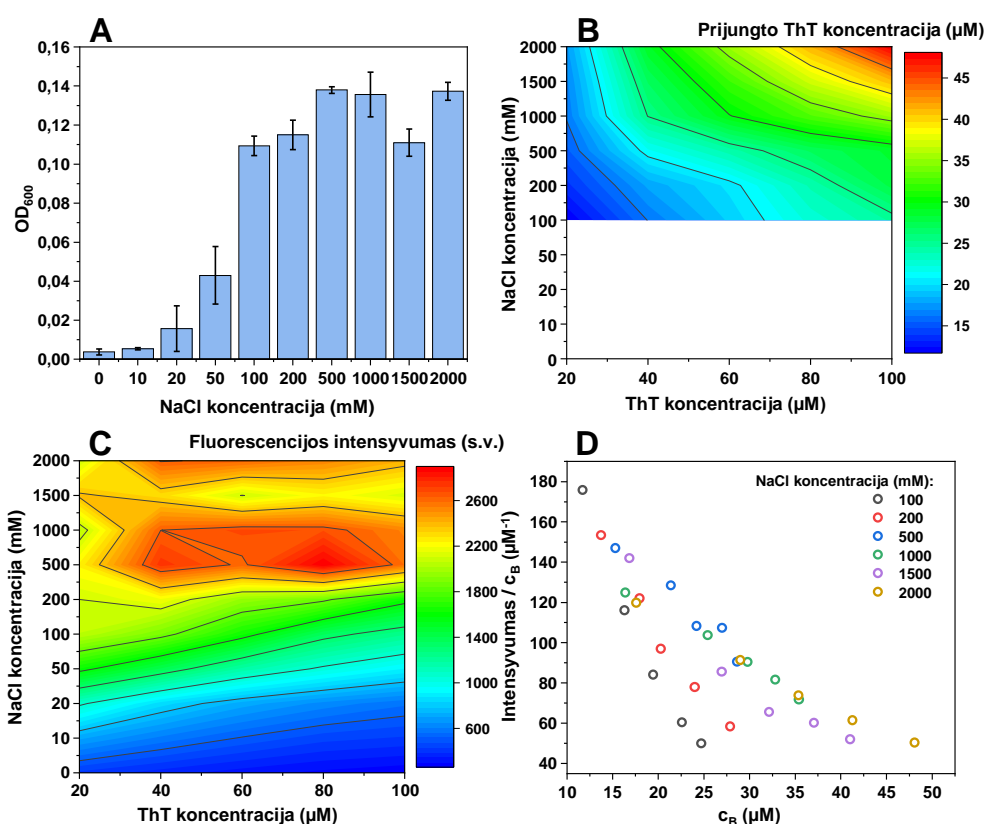 A
0,16
0,14
0,12
0,10
0,08
0,06
0,04
0,02
0,00
OD600
0 10 20 50 100 200 500 1000 1500 2000
NaCl koncentracija (mM)
B
Prijungto ThT koncentracija (µM)
2000
1500
1000
500
200
100
50
20
10
0
NaCl koncentracija (mM)
20 40 60 80 100
ThT koncentracija (µM)
45
40
35
30
25
20
15
C
Fluorescencijos intensyvumas (s.v.)
2000
1500
1000
500
200
100
50
20
10
0
NaCl koncentracija (mM)
20 40 60 80 100
ThT koncentracija (µM)
2600
2200
1800
1400
1000
600
D
Intensyvumas / cB (µM-1)
180
160
140
120
100
80
60
40
10 15 20 25 30 35 40 45 50
cB (µM)
NaCl koncentracija (mM):
100
200
500
1000
1500
2000